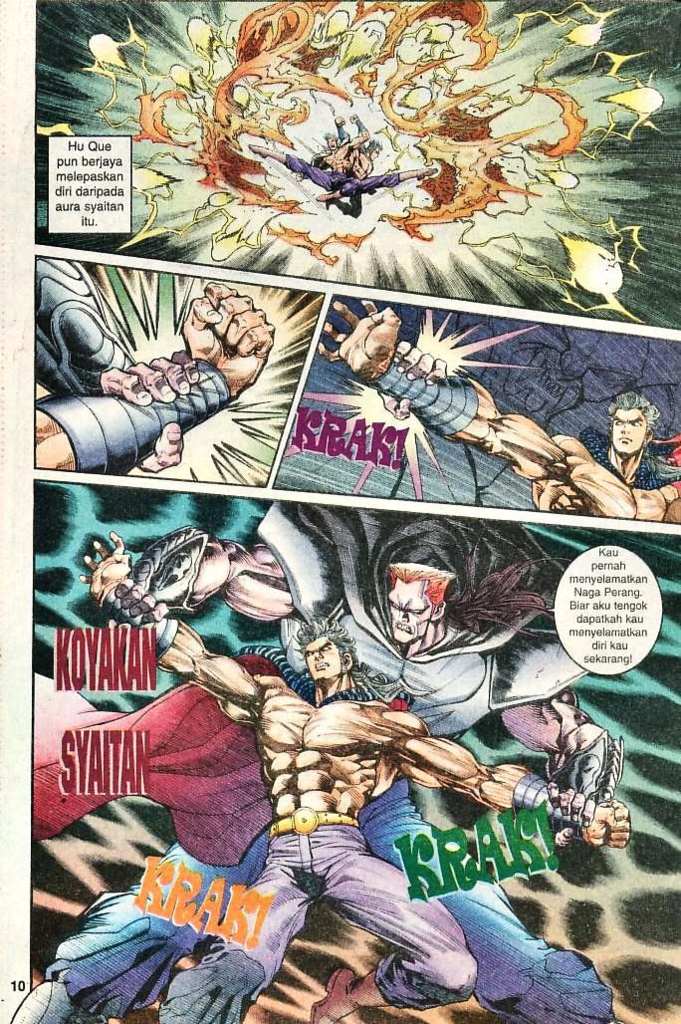 Hu Que
pun berjaya
melepaskan
diri daripada
aura syaitan
itu.
KRAK!
Kau
pernah
menyelamatkan
Naga Perang.
Biar aku tengok
dapatkah kau
menyelamatkan
diri kau
sekarang!
KOYAKAN
SYAITAN
KRAK!
KRAK!
10